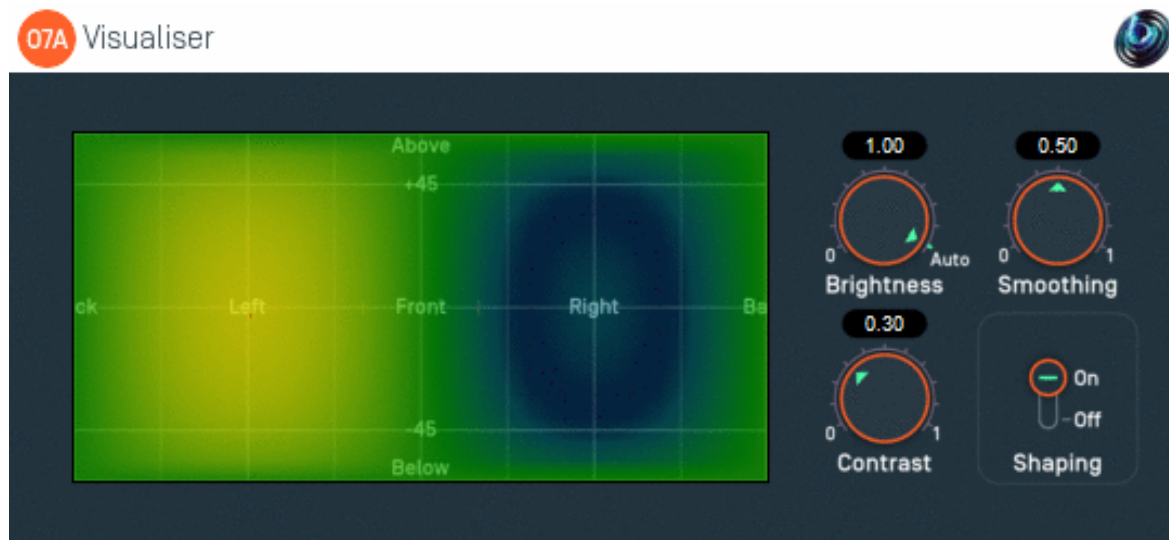 O7A Visualiser
Above
+45
ck Left Front Right Ba
-45
Below
1.00
0 Auto
Brightness
0.50
0 1
Smoothing
0.30
0 1
Contrast
On
Off
Shaping